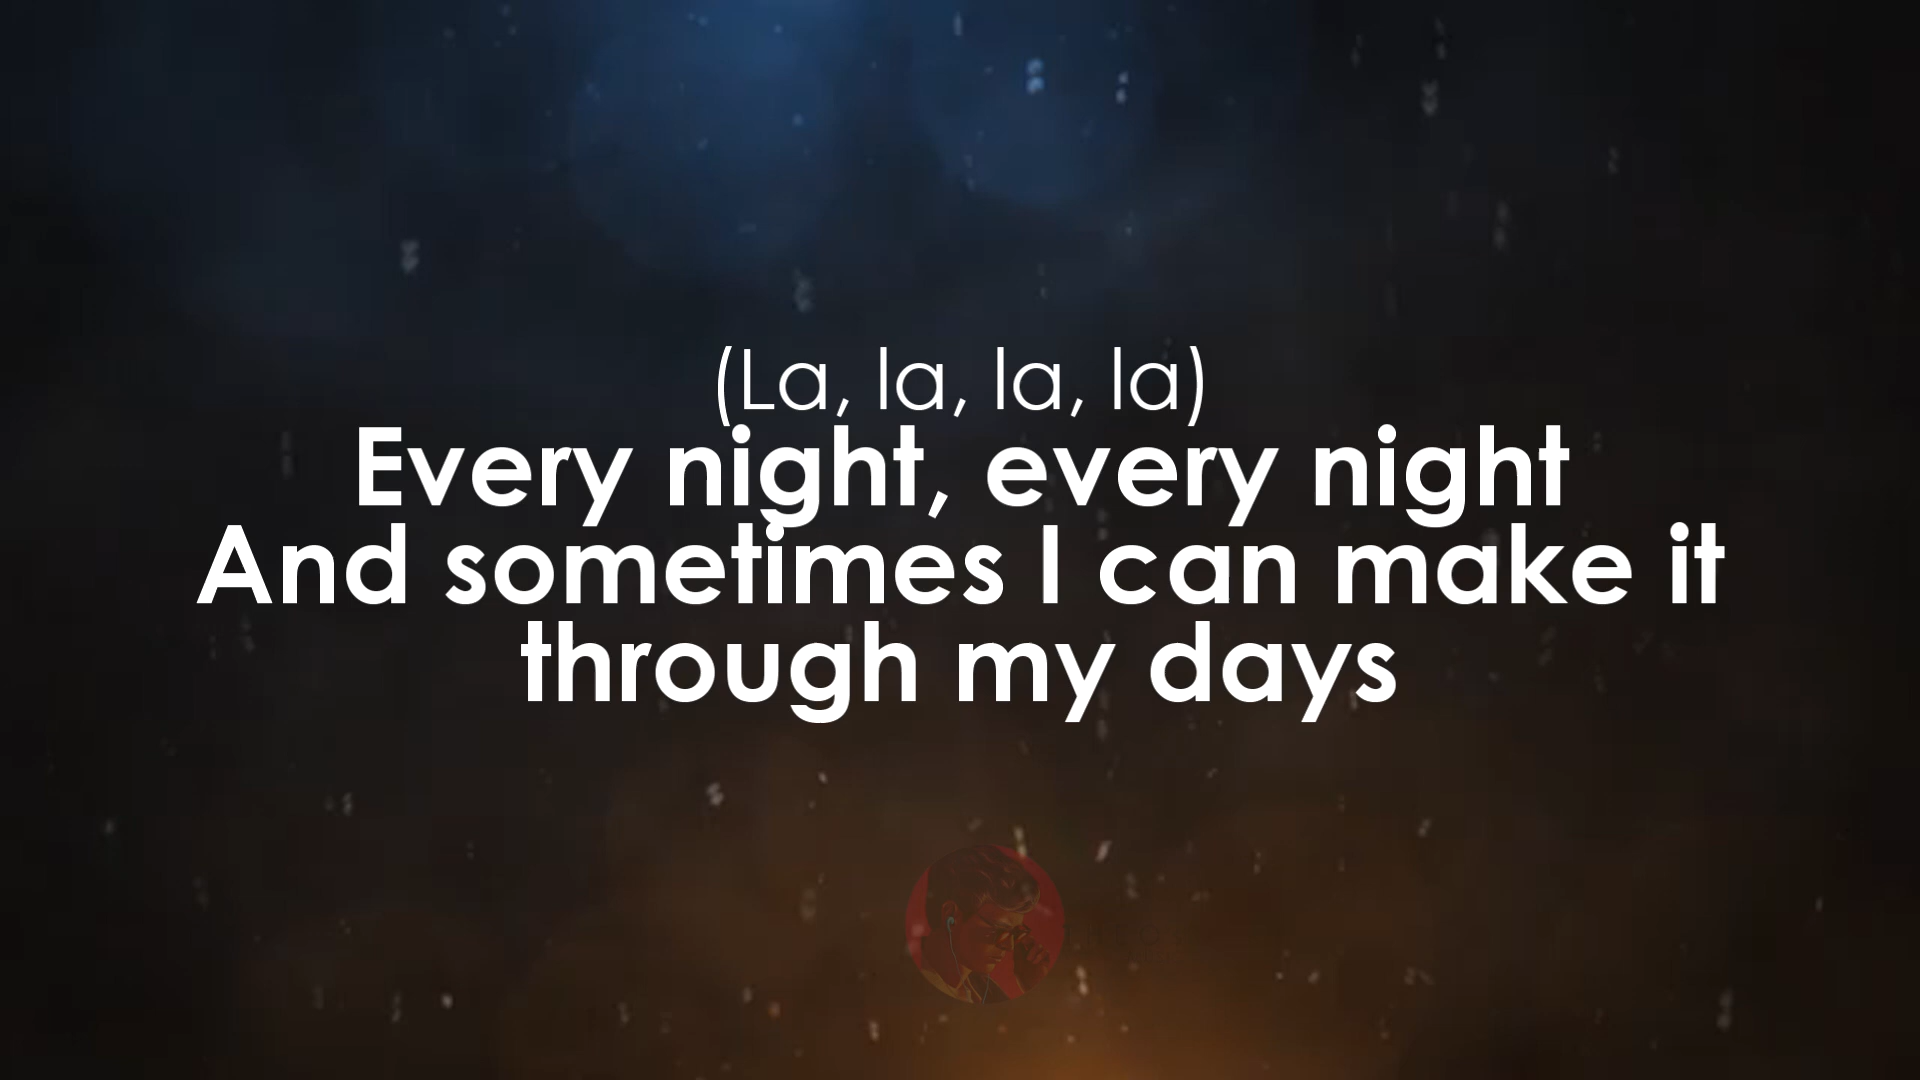 (La, la, la, la)
Every night, every night
And sometimes I can make it
through my days